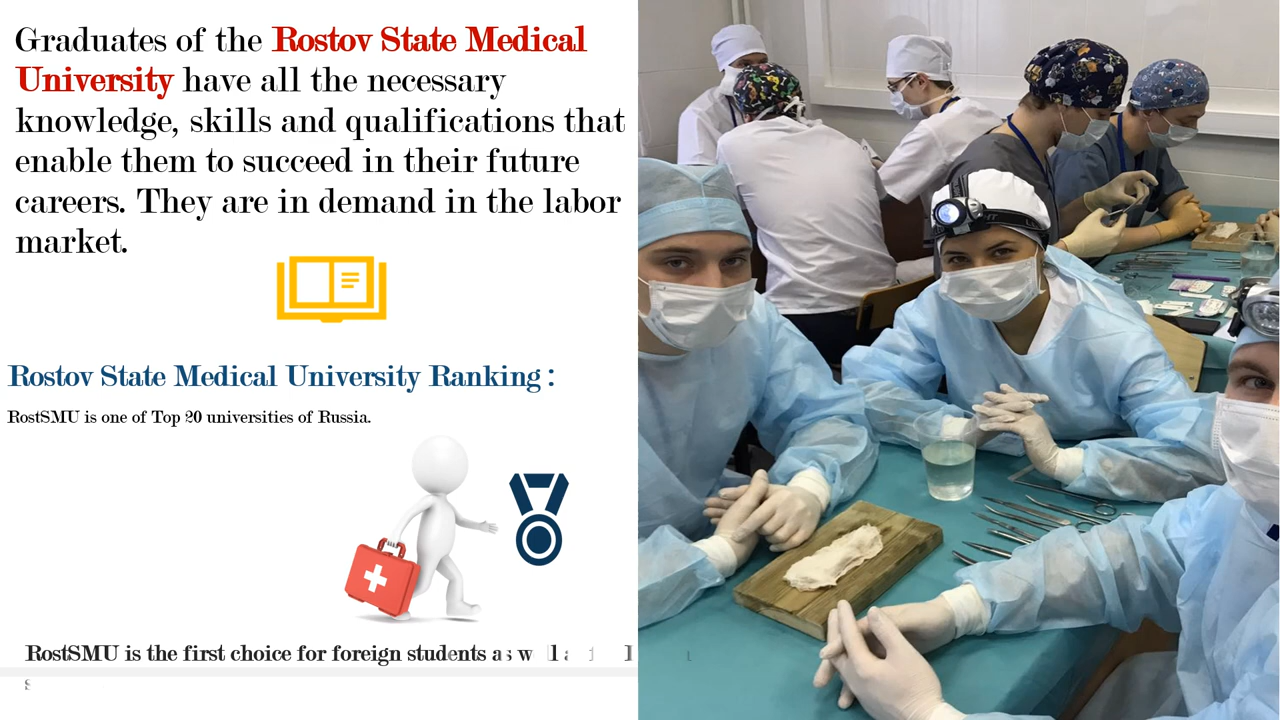 Graduates of the Rostov State Medical
University have all the necessary
knowledge, skills and qualifications that
enable them to succeed in their future
careers. They are in demand in the labor
market.
Rostov State Medical University Ranking:
RostSMU is one of Top 20 universities of Russia.
RostSMU is the first choice for foreign students as